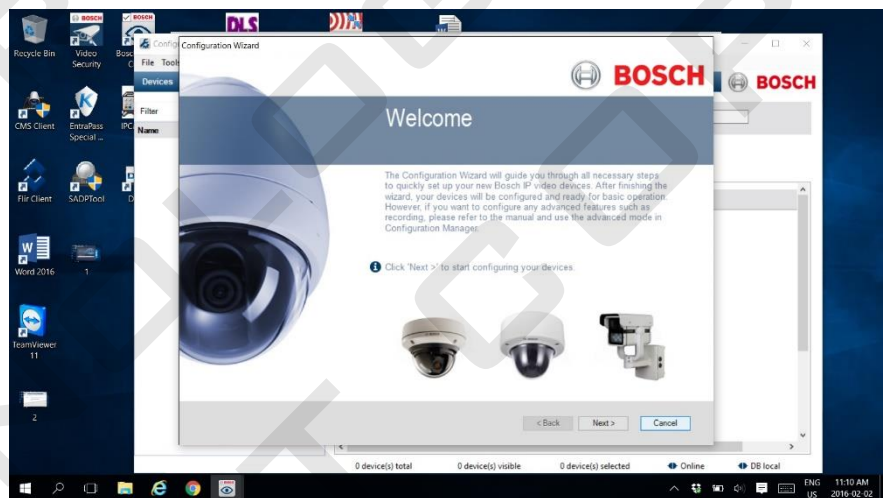 BOSCH
BOSCH
DLS
Recycle Bin
Video Security
Configuration Wizard
File
Devices
BOSCH
BOSCH
Filter
Name
CMS Client
EntraPass Special ...
Flir Client
SADPTool
Word 2016
1
TeamViewer 11
2
Welcome
The Configuration Wizard will guide you through all necessary steps
to quickly set up your new Bosch IP video devices. After finishing the
wizard, your devices will be configured and ready for basic operation.
However, if you want to configure any advanced features such as
recording, please refer to the manual and use the advanced mode in
Configuration Manager.
Click 'Next >' to start configuring your devices.
< Back
Next >
Cancel
0 device(s) total
0 device(s) visible
0 device(s) selected
Online
DB local
ENG
US
11:10 AM
2016-02-02